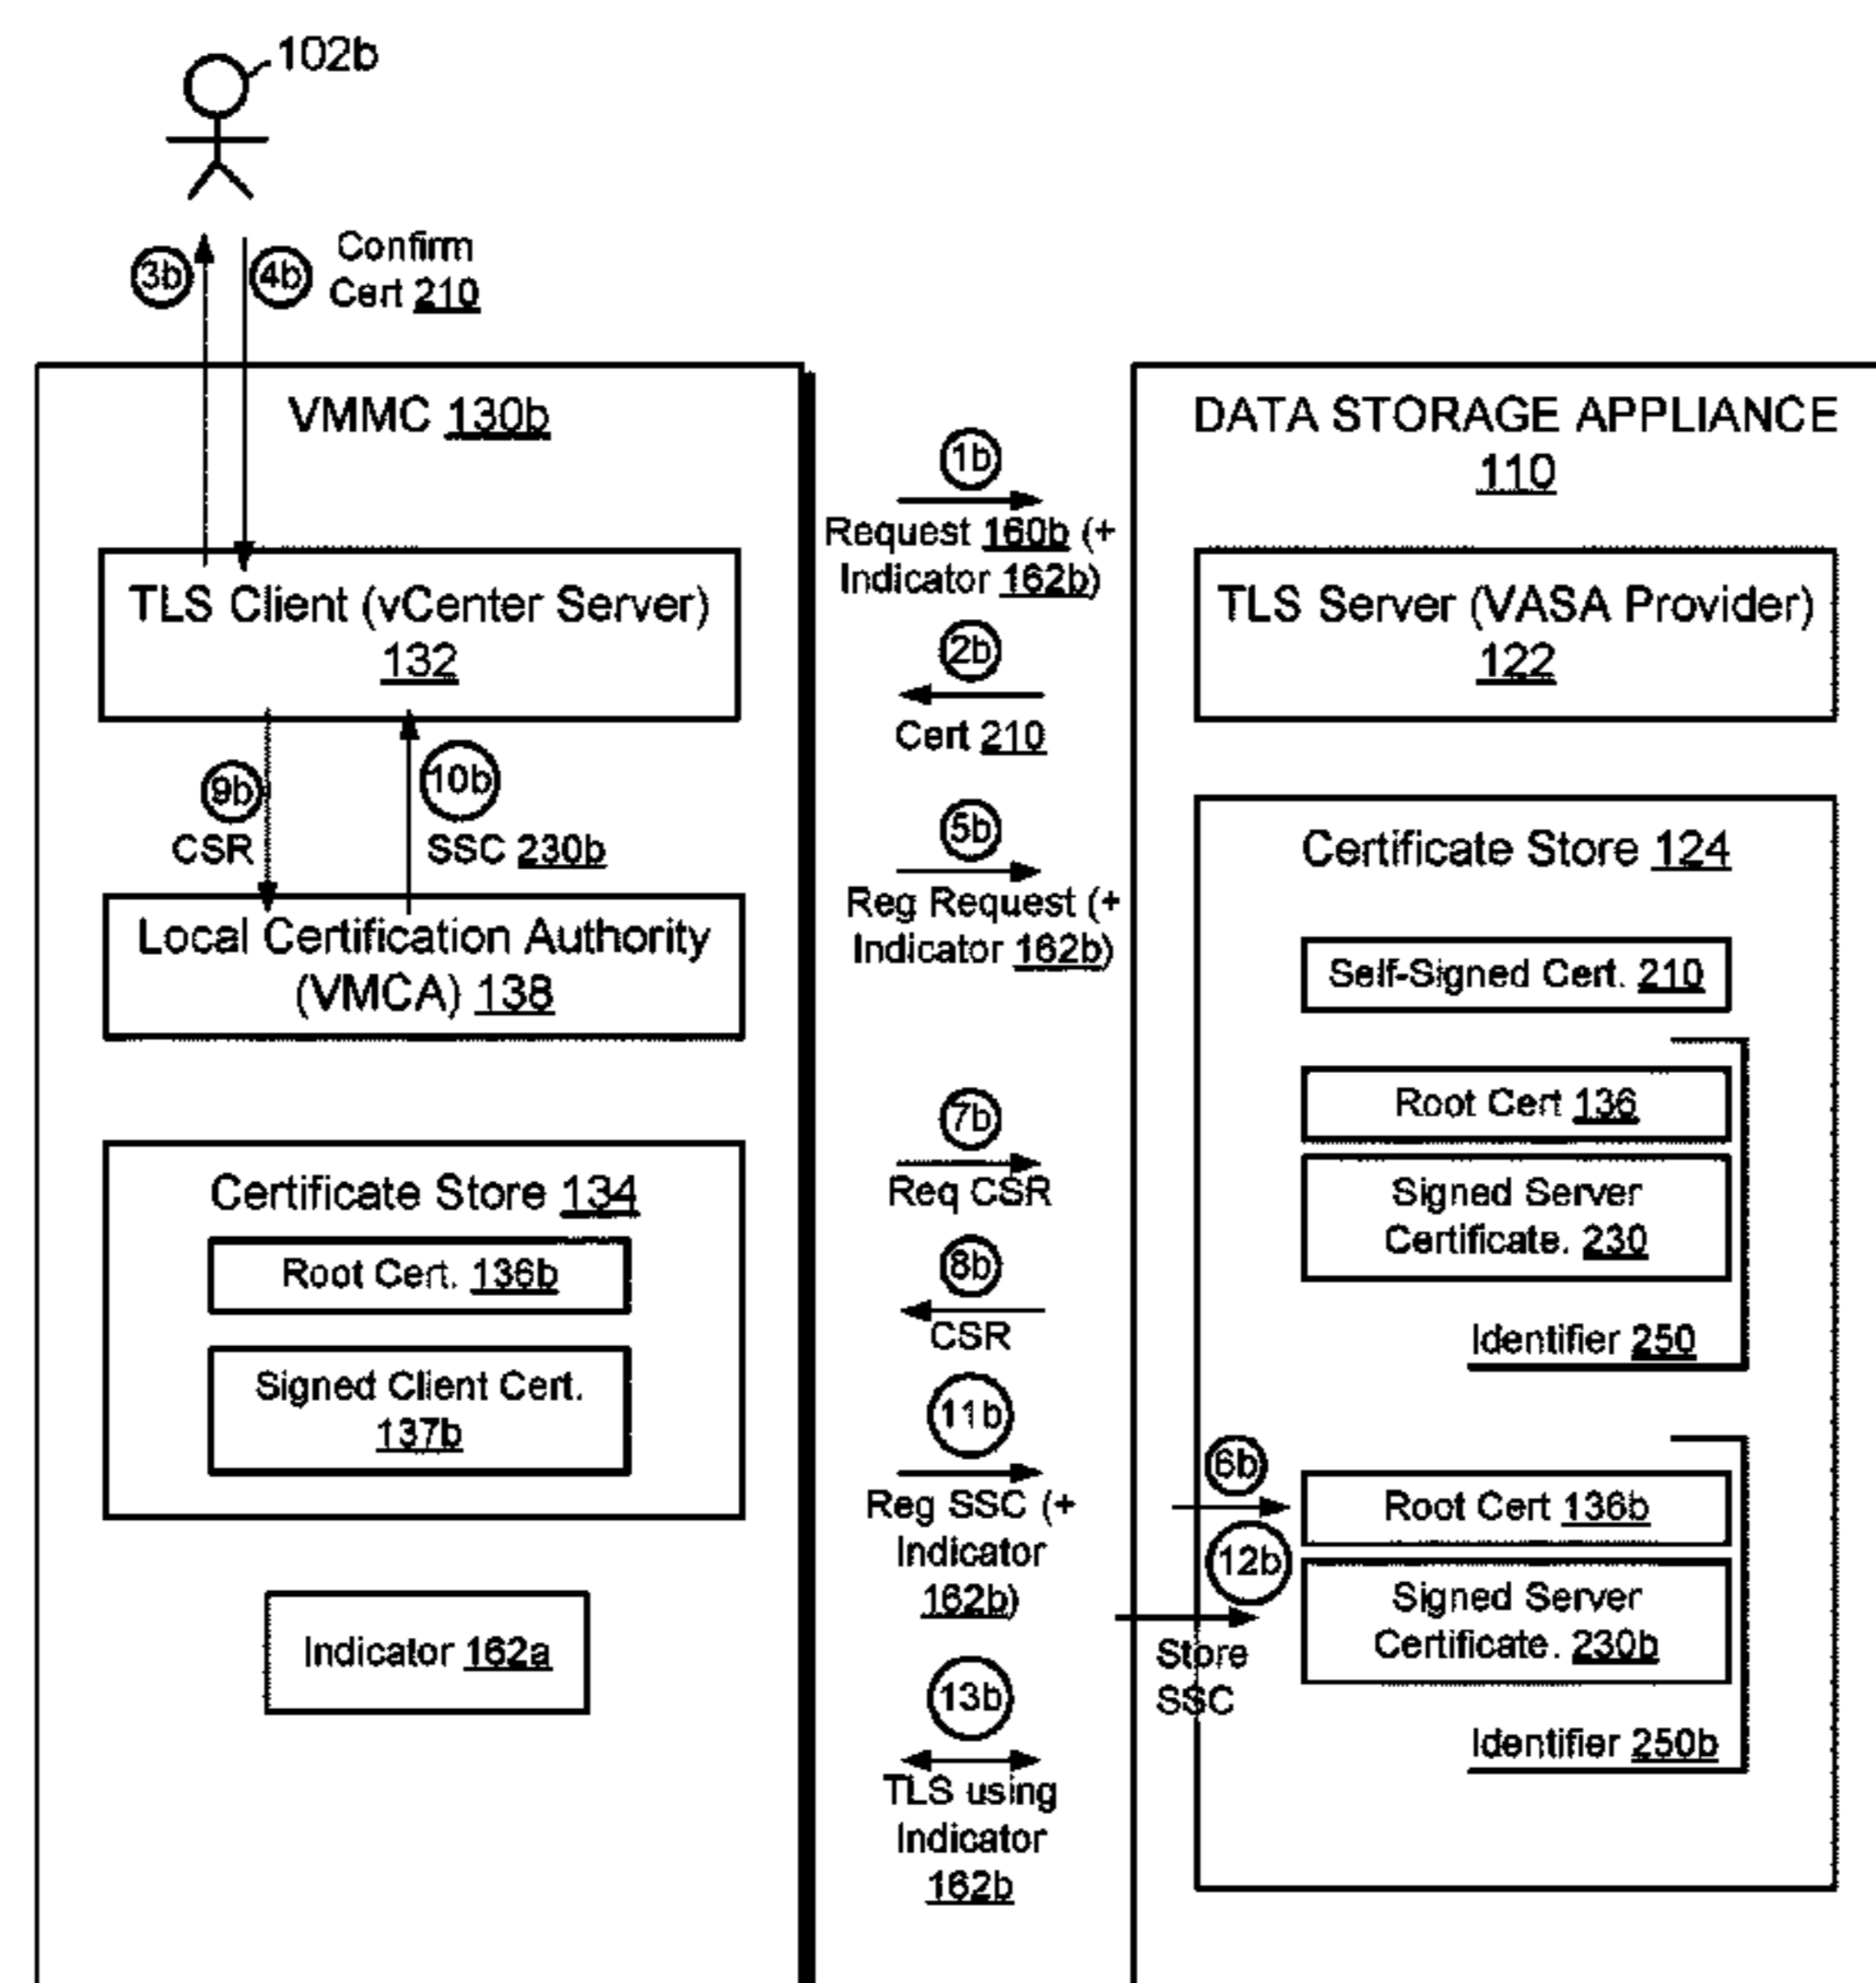 102b
3b
4b
Confirm
Cert 210
VMMC 130b
TLS Client (vCenter Server)
132
9b
CSR
10b
SSC 230b
Local Certification Authority
(VMCA) 138
Certificate Store 134
Root Cert. 136b
Signed Client Cert.
137b
Indicator 162a
1b
Request 160b (+
Indicator 162b)
2b
Cert 210
5b
Reg Request (+
Indicator 162b)
7b
Req CSR
8b
CSR
11b
Reg SSC (+
Indicator
162b)
13b
TLS using
Indicator
162b
DATA STORAGE APPLIANCE
110
TLS Server (VASA Provider)
122
Certificate Store 124
Self-Signed Cert. 210
Root Cert 136
Signed Server
Certificate. 230
Identifier 250
6b
Root Cert 136b
12b
Store
SSC
Signed Server
Certificate. 230b
Identifier 250b